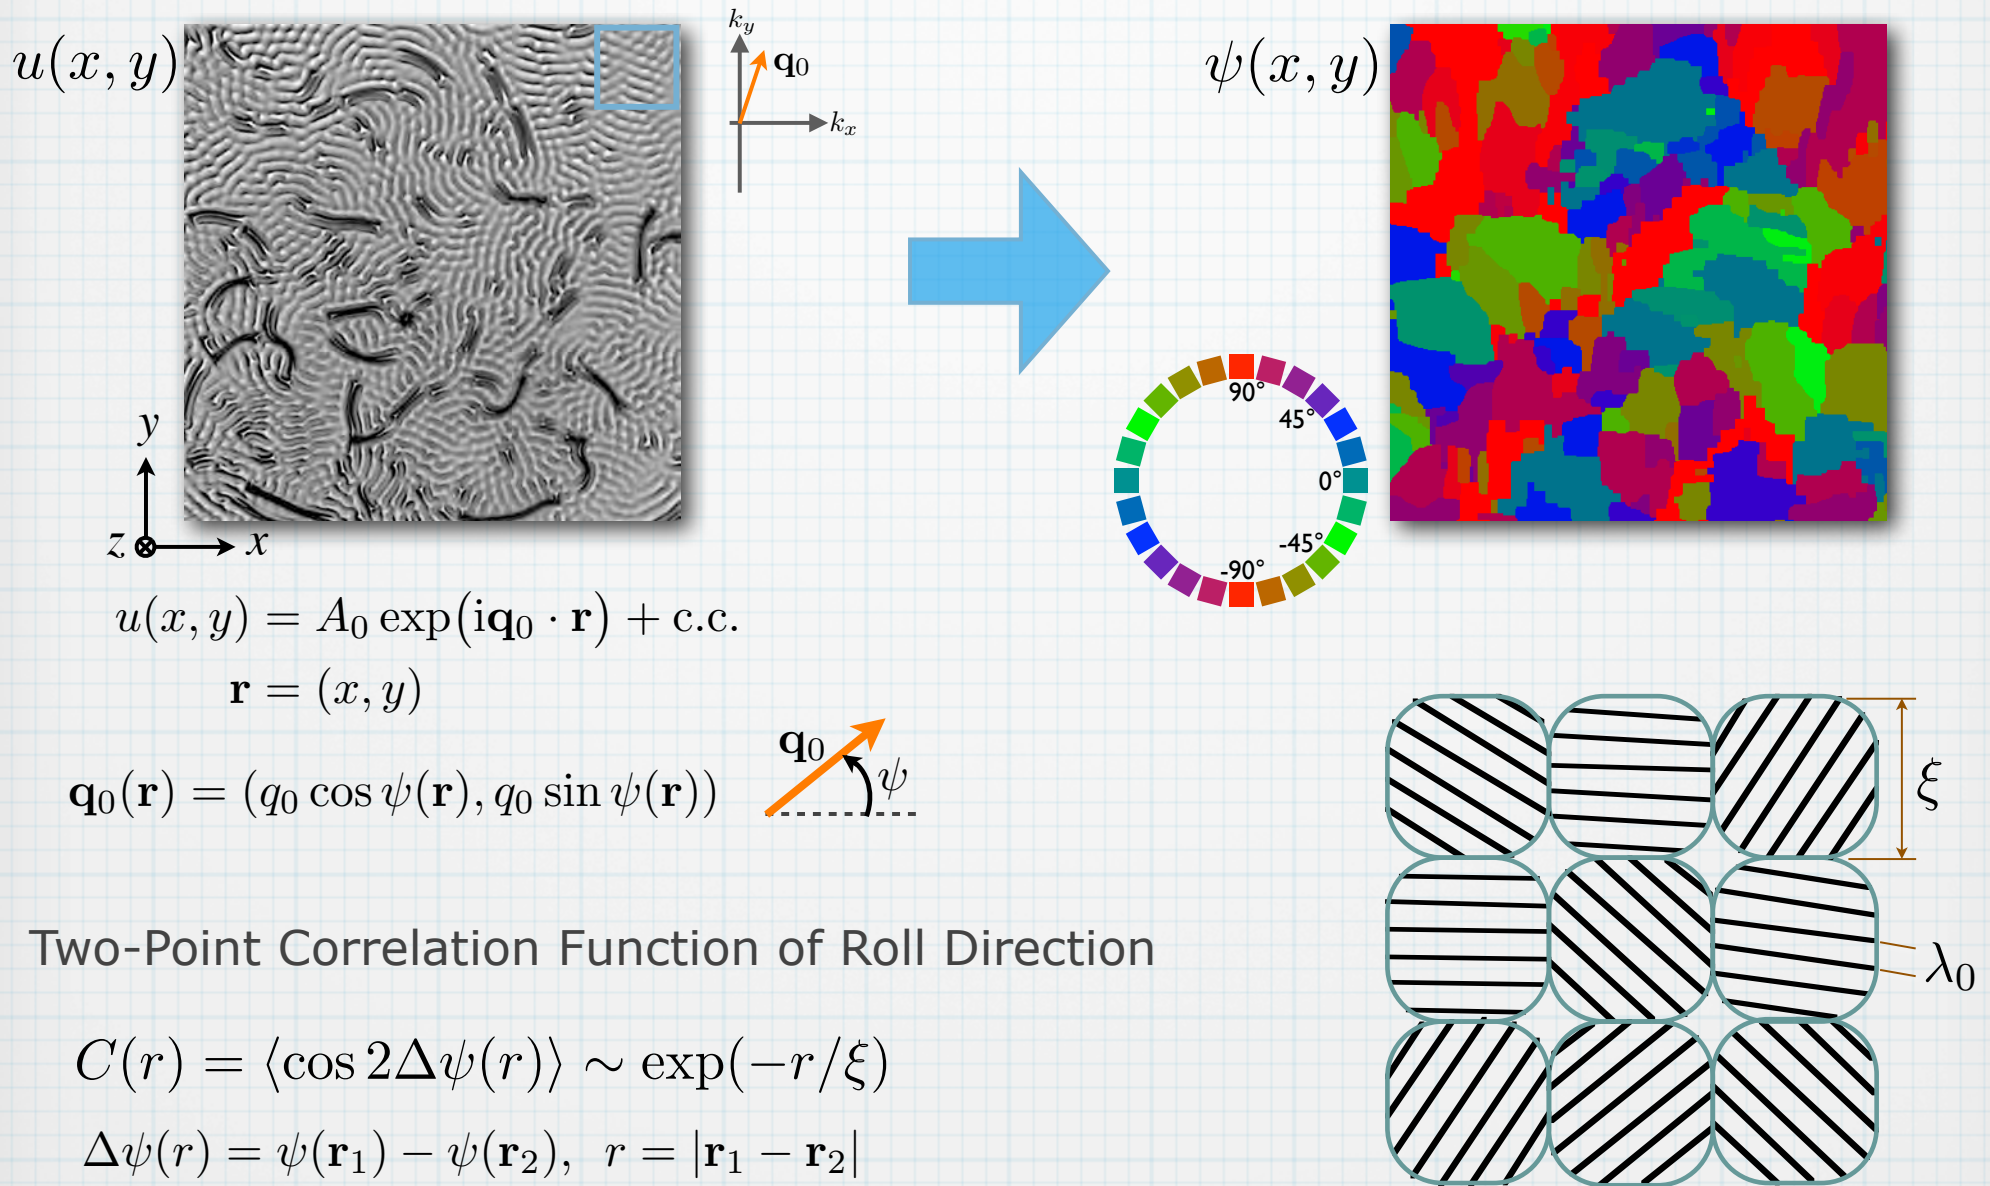 u(x, y)
k_y
q_0
k_x
ψ(x, y)
90°
45°
0°
-45°
-90°
y
z
x
u(x, y) = A_0 exp(iq_0 · r) + c.c.
r = (x, y)
q_0(r) = (q_0 cos ψ(r), q_0 sin ψ(r))
q_0
ψ
ξ
λ_0
Two-Point Correlation Function of Roll Direction
C(r) = ⟨cos 2Δψ(r)⟩ ∼ exp(−r/ξ)
Δψ(r) = ψ(r_1) − ψ(r_2), r = |r_1 − r_2|